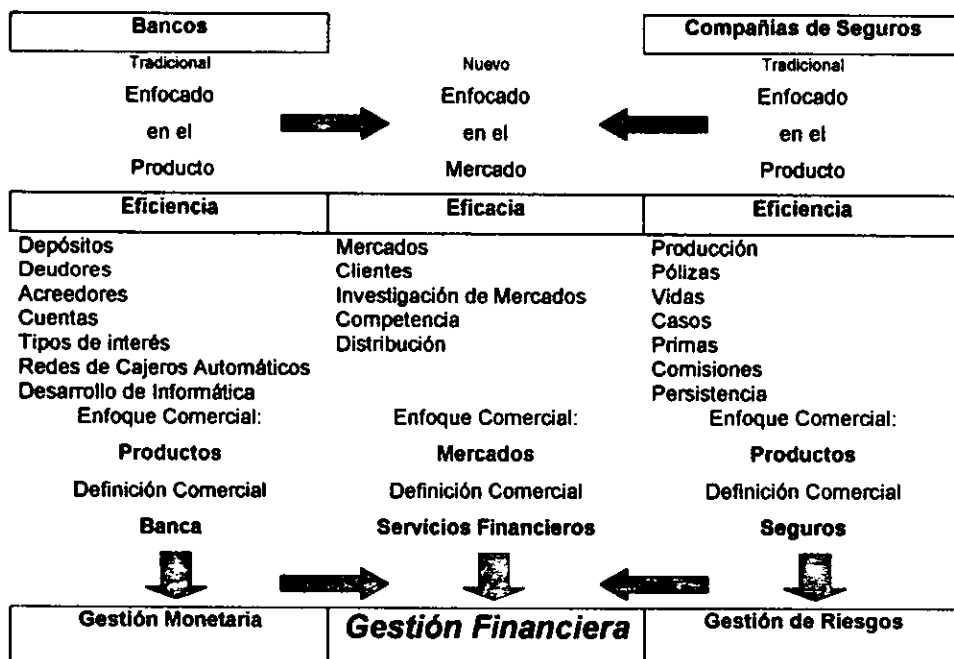 Bancos
Compañias de Seguros
Tradicional
Nuevo
Tradicional
Enfocado
Enfocado
Enfocado
en el
en el
en el
Producto
Mercado
Producto
Eficiencia
Eficacia
Eficiencia
Depósitos
Deudores
Acreedores
Cuentas
Tipos de interés
Redes de Cajeros Automáticos
Desarrollo de Informática
Mercados
Clientes
Investigación de Mercados
Competencia
Distribución
Producción
Pólizas
Vidas
Casos
Primas
Comisiones
Persistencia
Enfoque Comercial:
Enfoque Comercial:
Enfoque Comercial:
Productos
Mercados
Productos
Definición Comercial
Definición Comercial
Definición Comercial
Banca
Servicios Financieros
Seguros
Gestión Monetaria
Gestión Financiera
Gestión de Riesgos